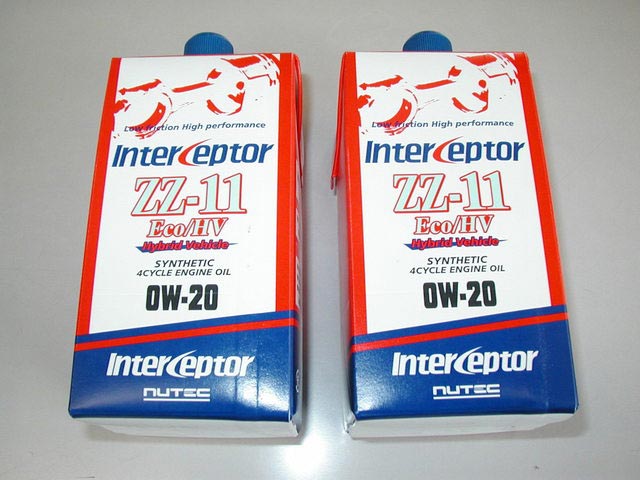 Low friction High performance
Interceptor
ZZ-11
Eco/HV
Hybrid Vehicle
SYNTHETIC
4CYCLE ENGINE OIL
0W-20
Interceptor
NUTEC
Low friction High performance
Interceptor
ZZ-11
Eco/HV
Hybrid Vehicle
SYNTHETIC
4CYCLE ENGINE OIL
0W-20
Interceptor
NUTEC